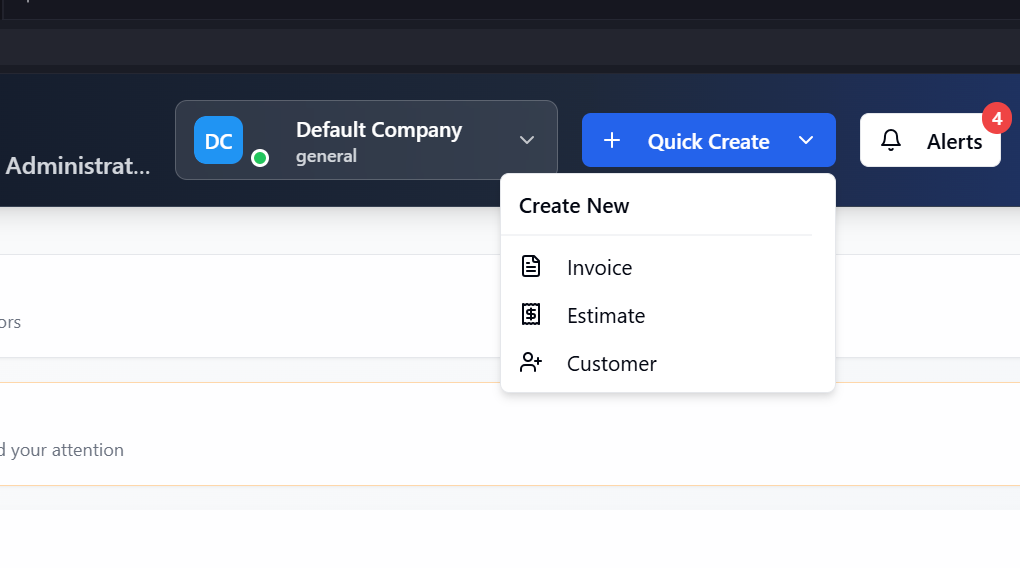 Administrat...
DC
Default Company
general
Quick Create
Alerts
4
Create New
Invoice
Estimate
Customer
ors
your attention